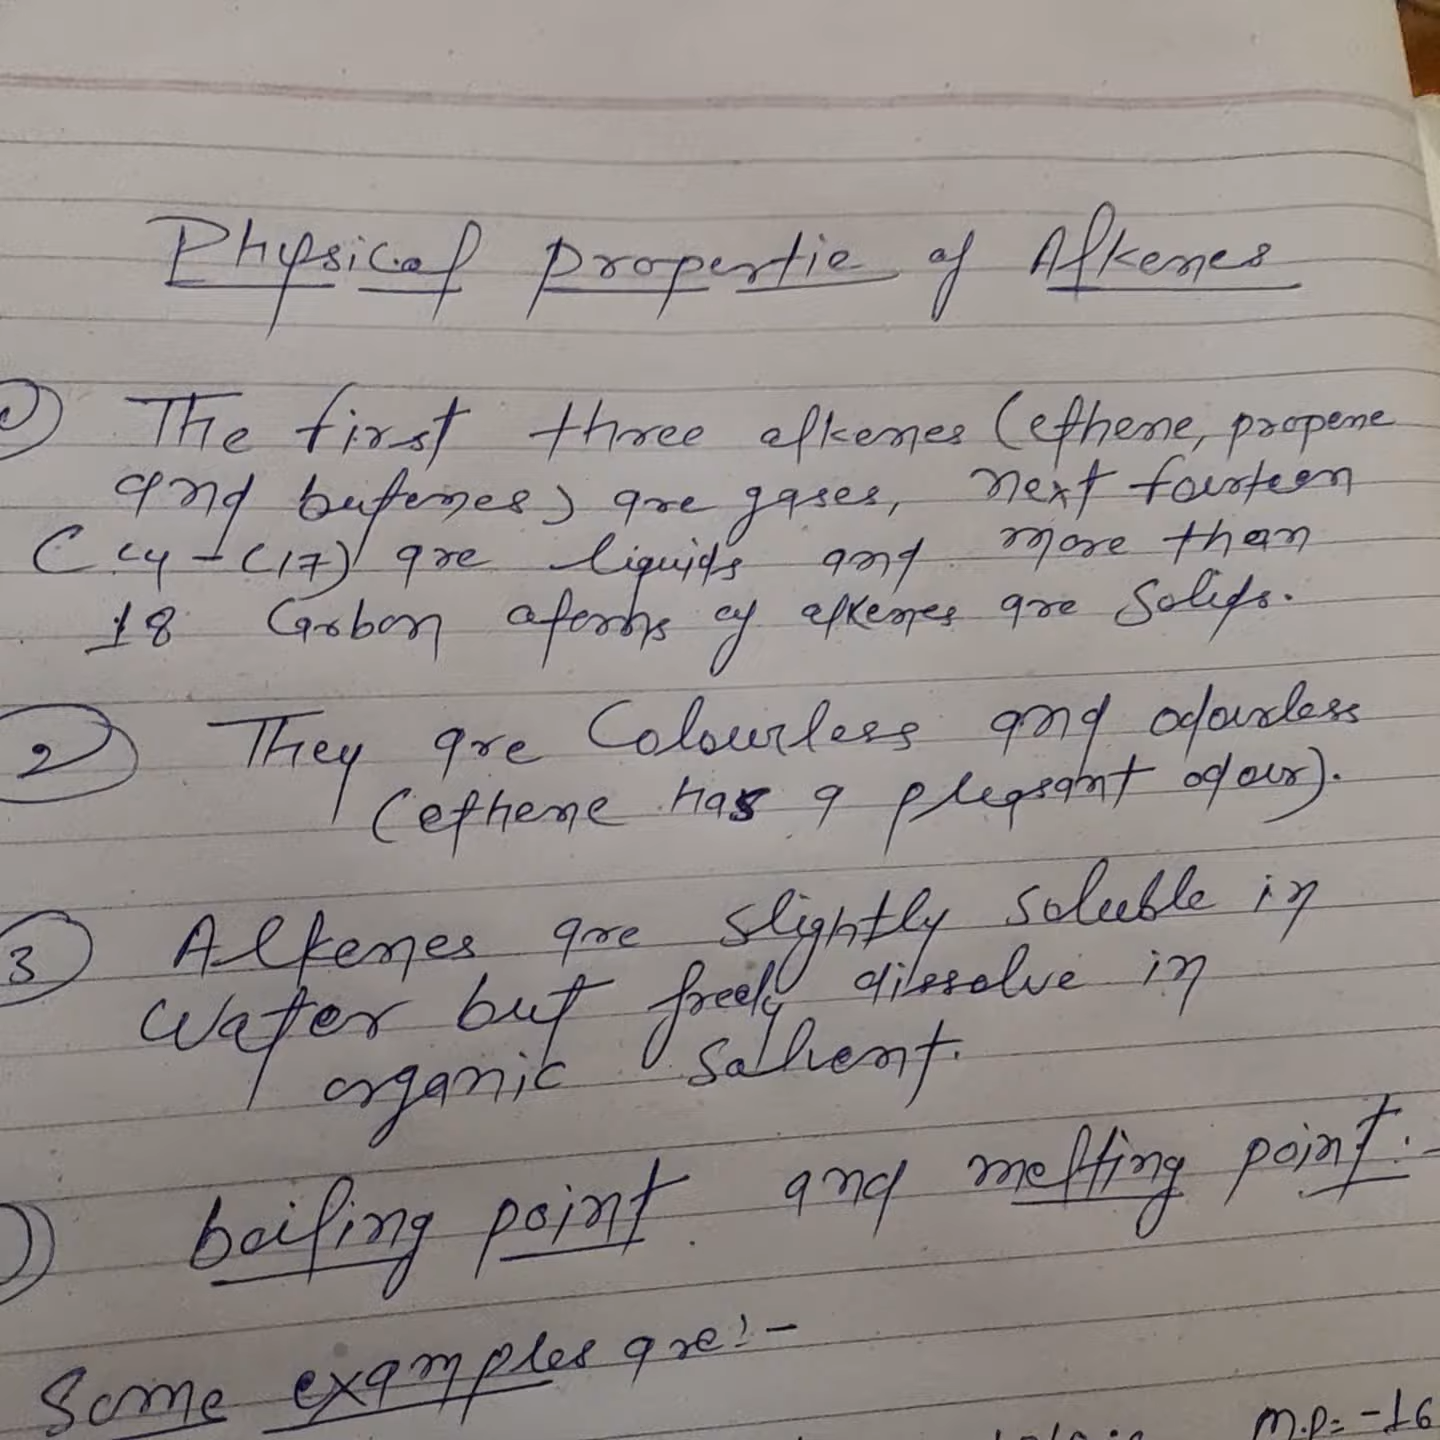 Physical propertie of Alkenes
① The first three alkenes (ethene, propene
and butenes) are gases, next fourteen
(C4-C17) are liquids and more than
18 Carbon atoms of alkenes are Solids.
② They are Colourless and odourless
(ethene has a pleasant odour).
③ Alkenes are slightly soluble in
Water but freely dissolve in
organic Solvent.
boiling point and melting point:-
Some examples are:-
M.P= -16